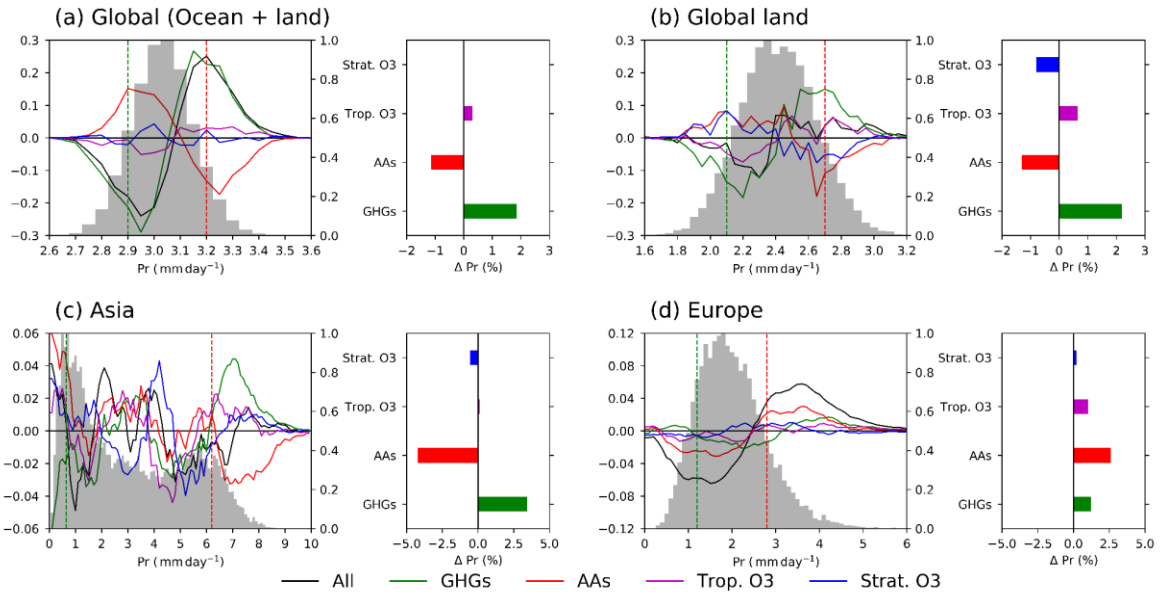 (a) Global (Ocean + land)
0.3
0.2
0.1
0.0
−0.1
−0.2
−0.3
1.0
0.8
0.6
0.4
0.2
0.0
2.6 2.8 3.0 3.2 3.4 3.6
Pr ( mm day⁻¹)
Strat. O3
Trop. O3
AAs
GHGs
−2 −1 0 1 2 3
Δ Pr (%)
(b) Global land
0.3
0.2
0.1
0.0
−0.1
−0.2
−0.3
1.0
0.8
0.6
0.4
0.2
0.0
1.6 1.8 2.0 2.2 2.4 2.6 2.8 3.0 3.2
Pr ( mm day⁻¹)
Strat. O3
Trop. O3
AAs
GHGs
−2 −1 0 1 2 3
Δ Pr (%)
(c) Asia
0.06
0.04
0.02
0.00
−0.02
−0.04
−0.06
1.0
0.8
0.6
0.4
0.2
0.0
0 1 2 3 4 5 6 7 8 9 10
Pr ( mm day⁻¹)
Strat. O3
Trop. O3
AAs
GHGs
−5.0 −2.5 0.0 2.5 5.0
Δ Pr (%)
(d) Europe
0.12
0.08
0.04
0.00
−0.04
−0.08
−0.12
1.0
0.8
0.6
0.4
0.2
0.0
0 1 2 3 4 5 6
Pr ( mm day⁻¹)
Strat. O3
Trop. O3
AAs
GHGs
−5.0 −2.5 0.0 2.5 5.0
Δ Pr (%)
All GHGs AAs Trop. O3 Strat. O3